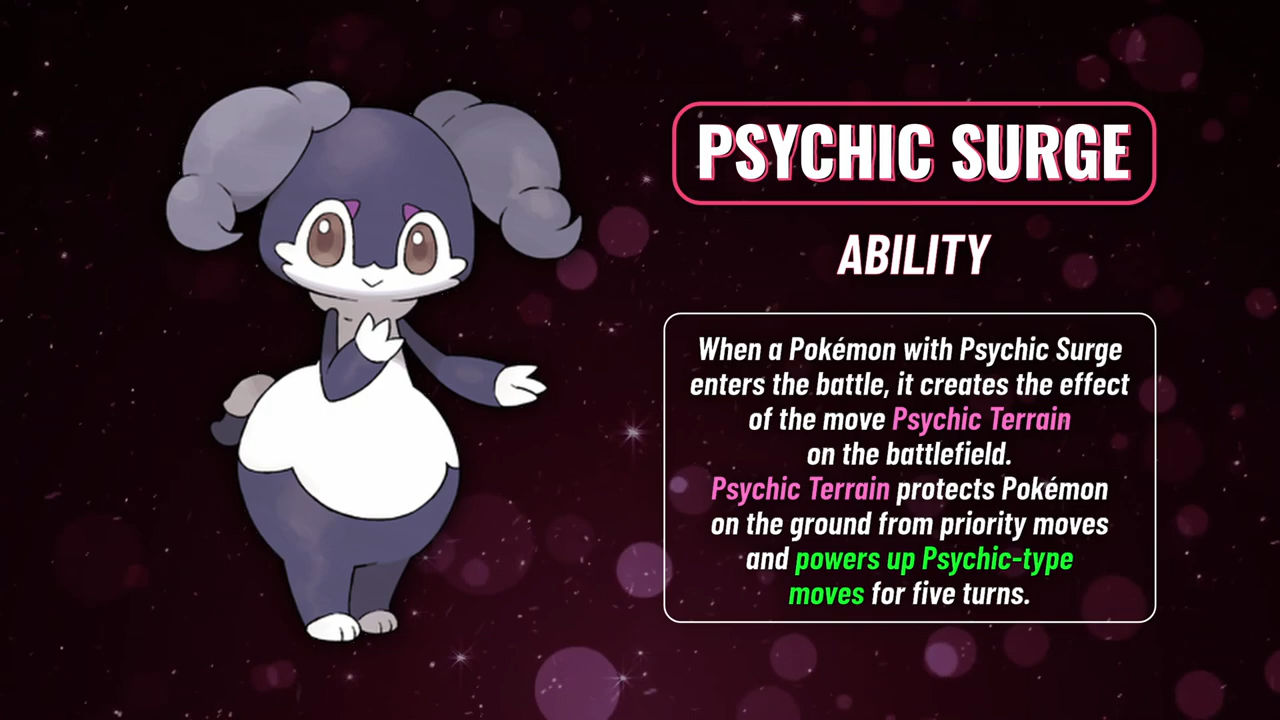 PSYCHIC SURGE
ABILITY
When a Pokémon with Psychic Surge
enters the battle, it creates the effect
of the move Psychic Terrain
on the battlefield.
Psychic Terrain protects Pokémon
on the ground from priority moves
and powers up Psychic-type
moves for five turns.